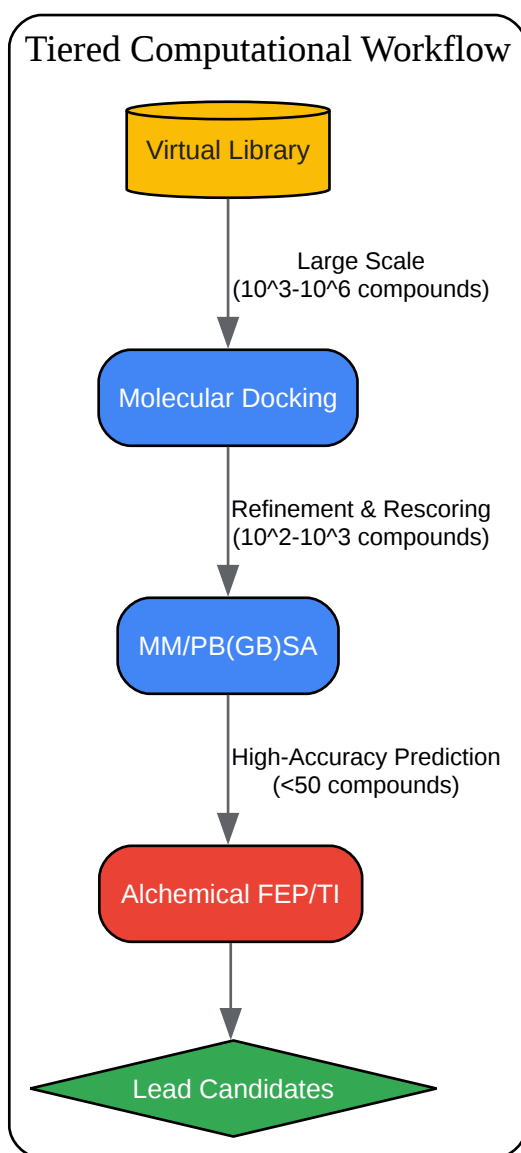 Tiered Computational Workflow
Virtual Library
Large Scale
(10^3-10^6 compounds)
Molecular Docking
Refinement & Rescoring
(10^2-10^3 compounds)
MM/PB(GB)SA
High-Accuracy Prediction
(<50 compounds)
Alchemical FEP/TI
Lead Candidates